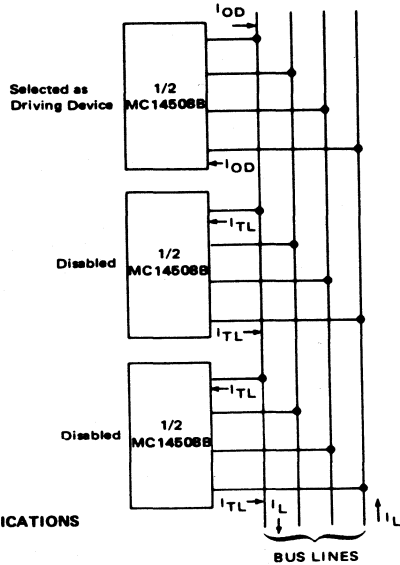 IOD
Selected as
Driving Device
1/2
MC14508B
IOD
ITL
Disabled
1/2
MC14508B
ITL
ITL
Disabled
1/2
MC14508B
ITL
IL
IL
ICATIONS
BUS LINES